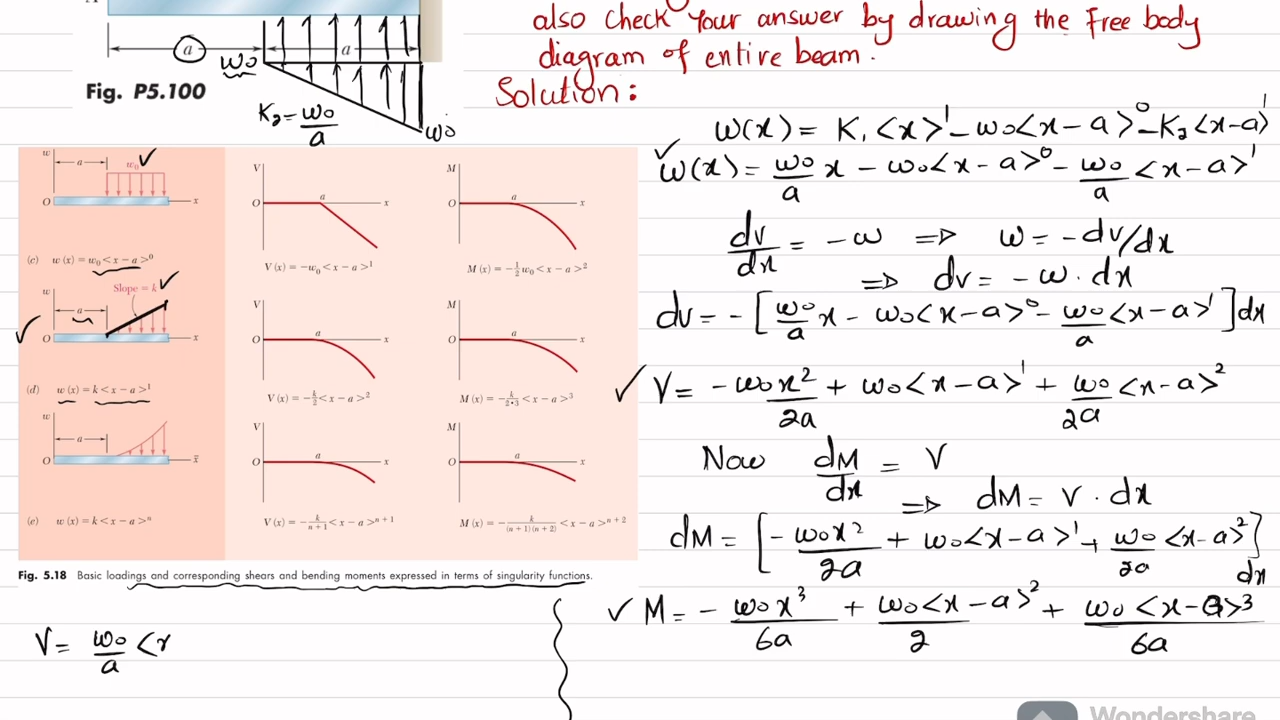 also check Your answer by drawing the free body
diagram of entire beam.
a
a
w₀
Fig. P5.100
K₂ = w₀/a
w₀
Solution:
w(x) = K₁<x>¹ - w₀<x-a>⁰ - K₂<x-a>¹
w(x) = w₀/a x - w₀<x-a>⁰ - w₀/a <x-a>¹
dv/dx = -w ⇒ w = -dv/dx
⇒ dv = -w · dx
dv = -[w₀/a x - w₀<x-a>⁰ - w₀/a <x-a>¹]dx
V = -w₀x²/2a + w₀<x-a>¹ + w₀/2a <x-a>²
Now dM/dx = V
⇒ dM = V · dx
dM = [-w₀x²/2a + w₀<x-a>¹ + w₀/2a <x-a>²] dx
M = -w₀x³/6a + w₀<x-a>²/2 + w₀<x-a>³/6a
w
a
w₀
O
x
(c) w(x) = w₀<x-a>⁰
V
O
a
x
V(x) = -w₀<x-a>¹
M
O
a
x
M(x) = -½w₀<x-a>²
w
Slope = k
a
O
x
(d) w(x) = k<x-a>¹
V
O
a
x
V(x) = -k/2<x-a>²
M
O
a
x
M(x) = -k/2·3<x-a>³
w
a
O
x
(e) w(x) = k<x-a>ⁿ
V
O
a
x
V(x) = -k/n+1<x-a>ⁿ⁺¹
M
O
a
x
M(x) = -k/(n+1)(n+2)<x-a>ⁿ⁺²
Fig. 5.18 Basic loadings and corresponding shears and bending moments expressed in terms of singularity functions.
V = w₀/a <x
Wondershare